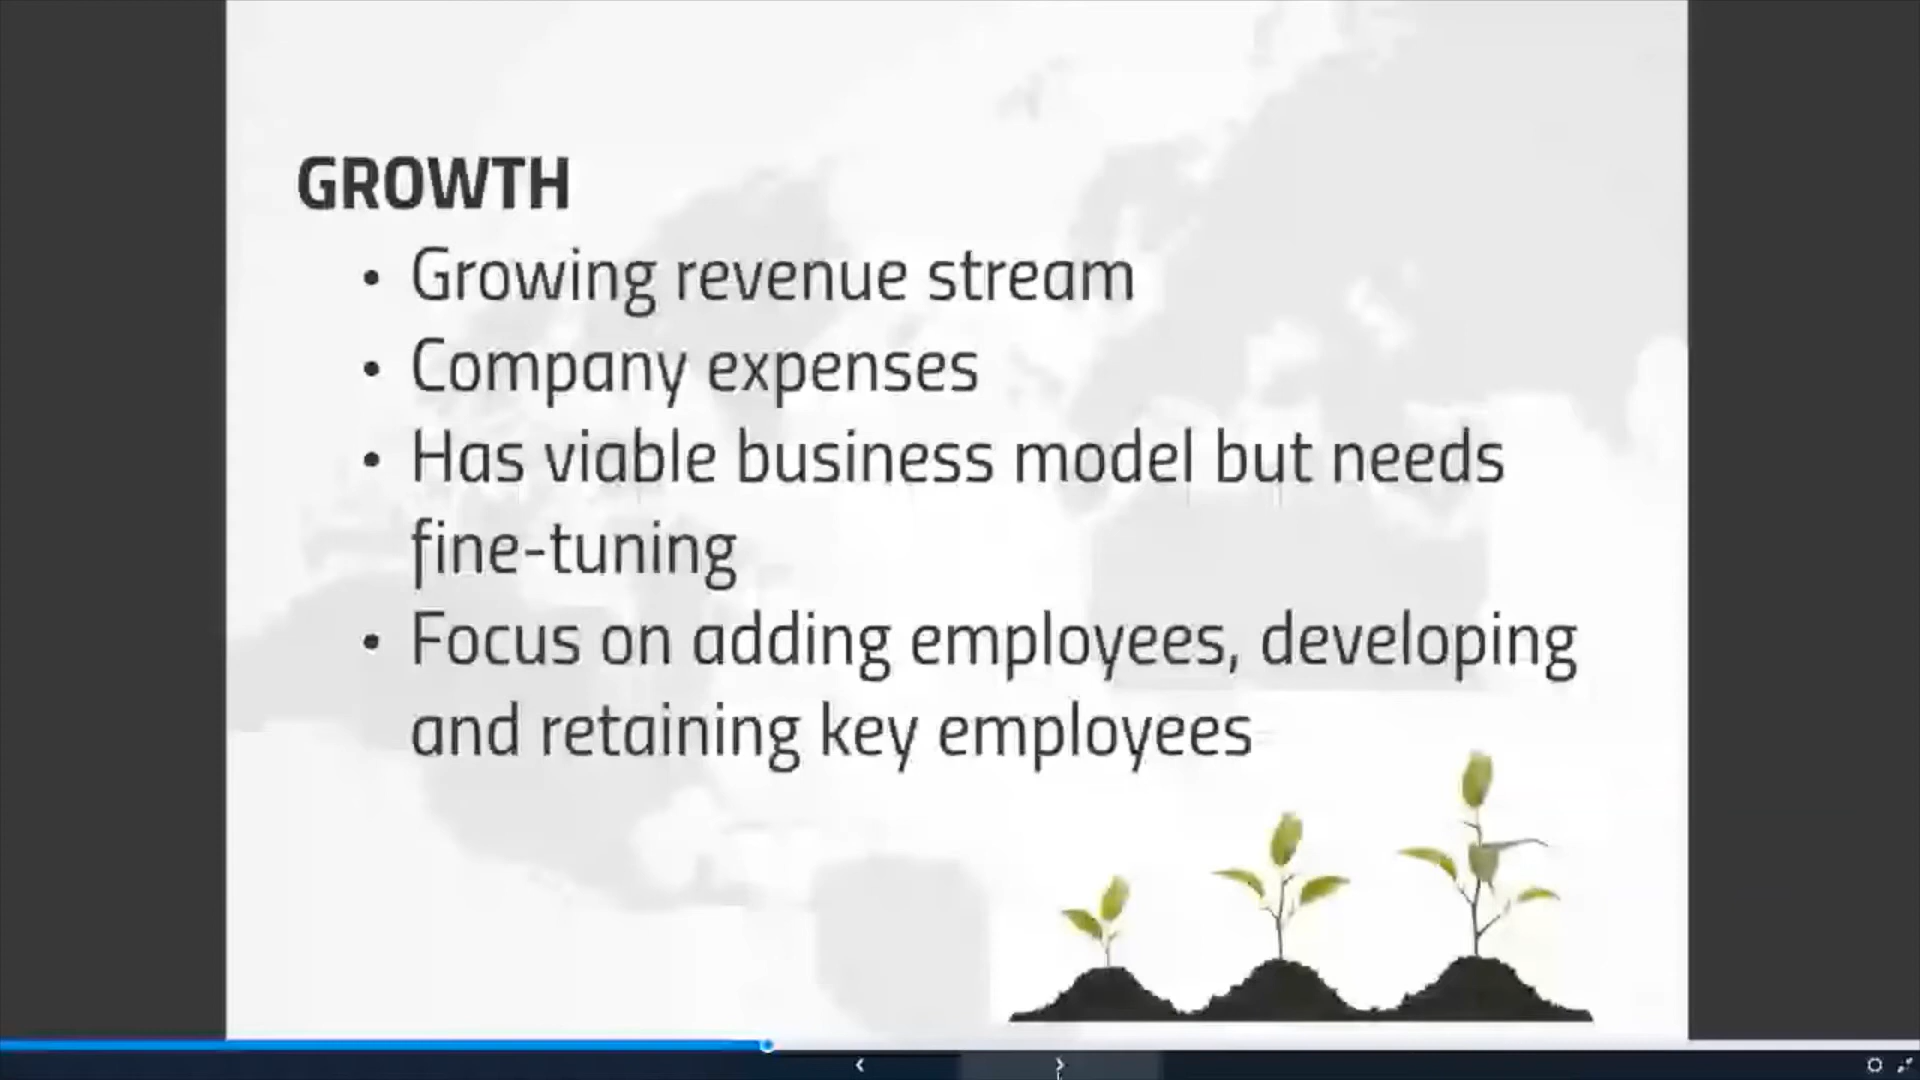 GROWTH
• Growing revenue stream
• Company expenses
• Has viable business model but needs
fine-tuning
• Focus on adding employees, developing
and retaining key employees